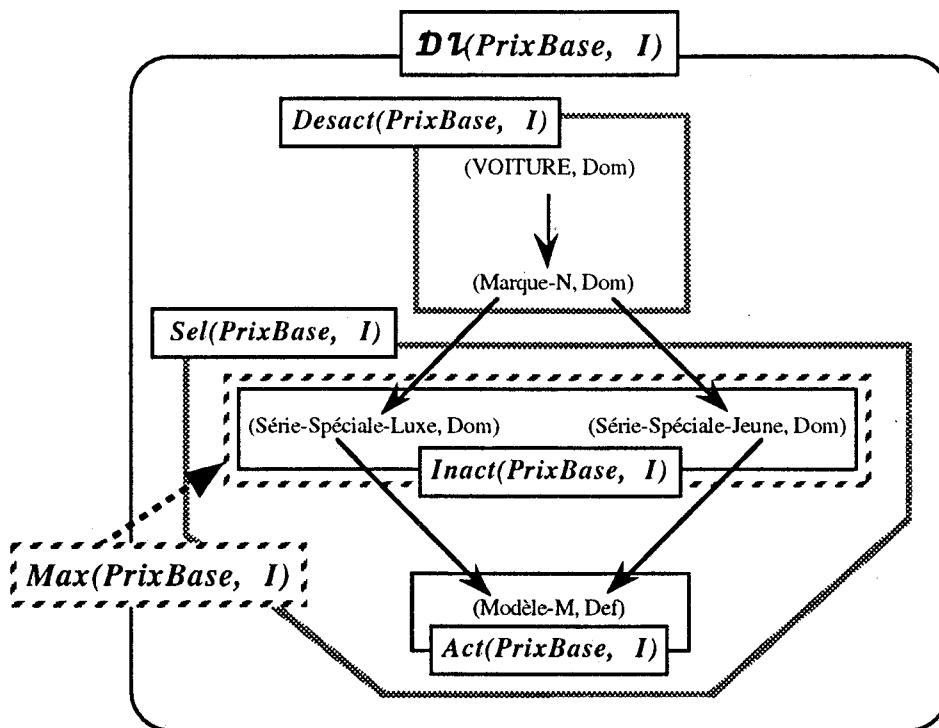 𝓓𝓛(PrixBase, I)
Desact(PrixBase, I)
(VOITURE, Dom)
(Marque-N, Dom)
Sel(PrixBase, I)
(Série-Spéciale-Luxe, Dom) (Série-Spéciale-Jeune, Dom)
Inact(PrixBase, I)
Max(PrixBase, I)
(Modèle-M, Def)
Act(PrixBase, I)